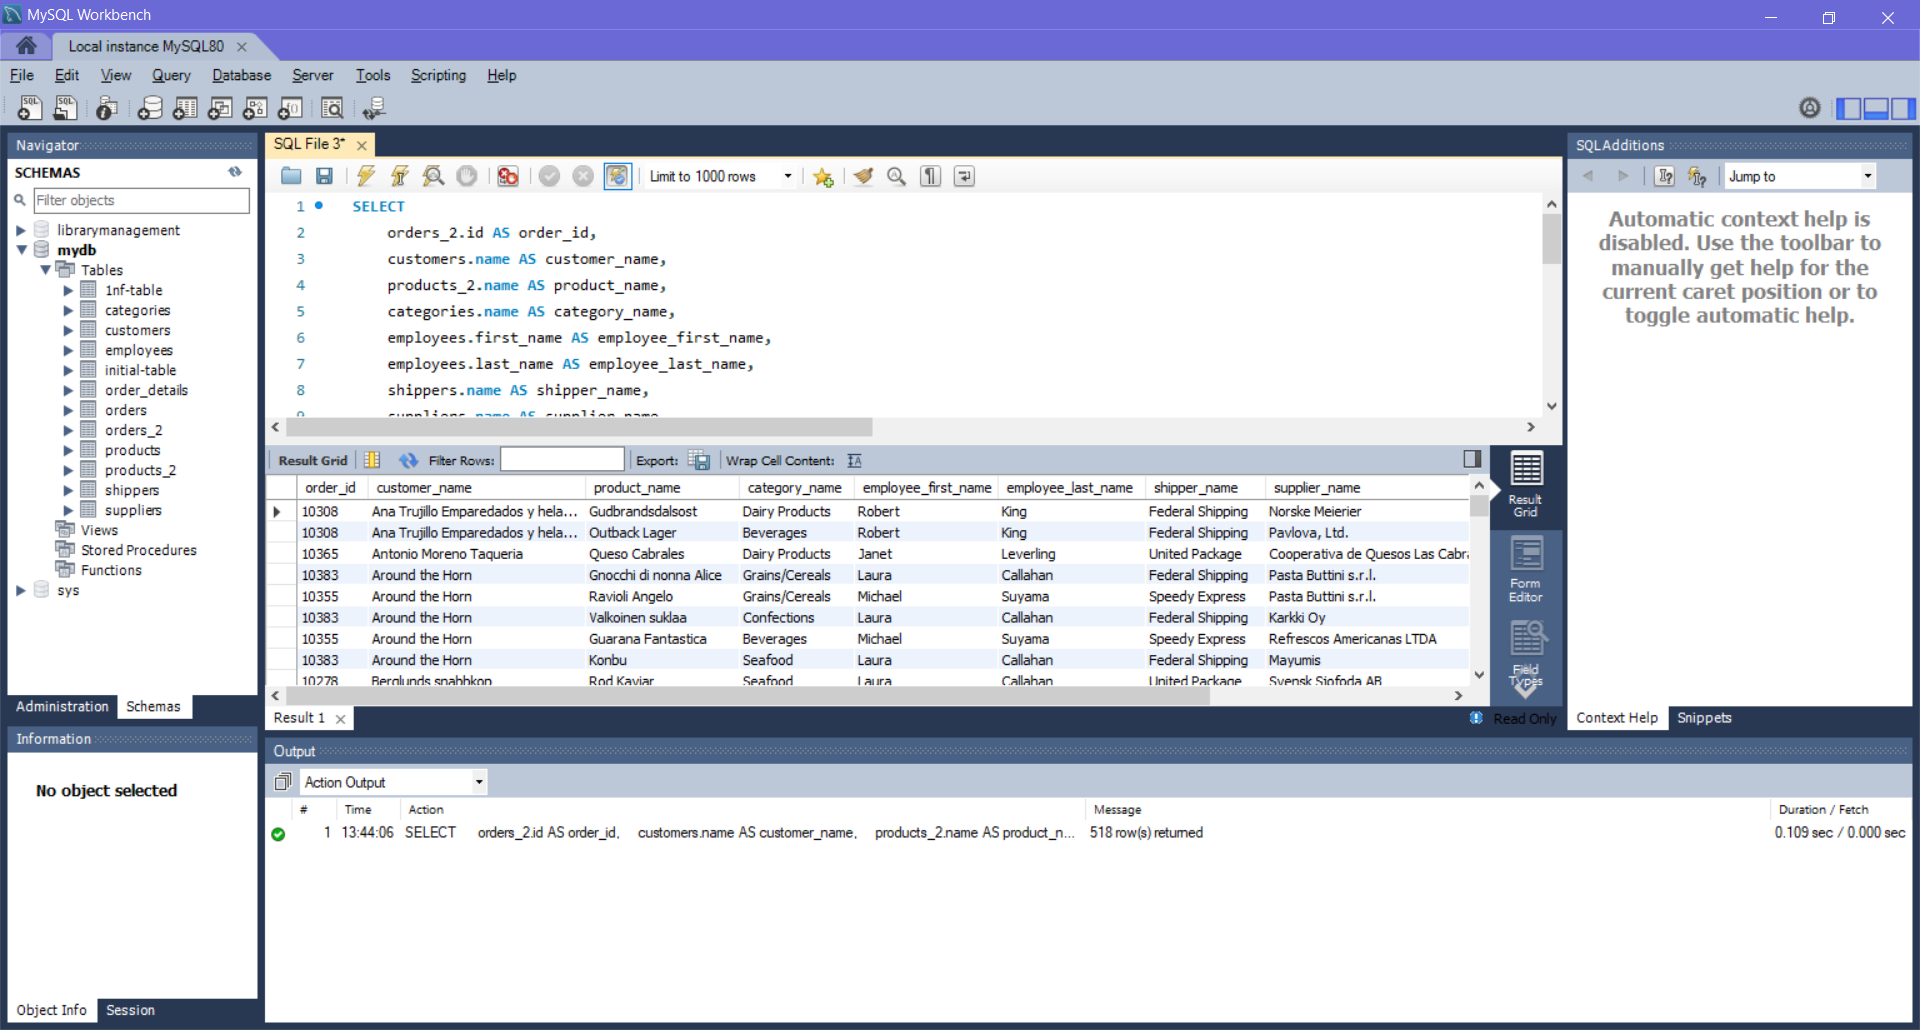 MySQL Workbench
Local instance MySQL80
File Edit View Query Database Server Tools Scripting Help
Navigator
SCHEMAS
Filter objects
librarymanagement
mydb
Tables
1nf-table
categories
customers
employees
initial-table
order_details
orders
orders_2
products
products_2
shippers
suppliers
Views
Stored Procedures
Functions
sys
Administration Schemas
Information
No object selected
Object Info Session
SQL File 3*
Limit to 1000 rows
1 SELECT
2 orders_2.id AS order_id,
3 customers.name AS customer_name,
4 products_2.name AS product_name,
5 categories.name AS category_name,
6 employees.first_name AS employee_first_name,
7 employees.last_name AS employee_last_name,
8 shippers.name AS shipper_name,
9 suppliers.name AS supplier_name
Result Grid Filter Rows: Export: Wrap Cell Content:
order_id customer_name product_name category_name employee_first_name employee_last_name shipper_name supplier_name
10308 Ana Trujillo Emparedados y hela... Gudbrandsdalsost Dairy Products Robert King Federal Shipping Norske Meierier
10308 Ana Trujillo Emparedados y hela... Outback Lager Beverages Robert King Federal Shipping Pavlova, Ltd.
10365 Antonio Moreno Taqueria Queso Cabrales Dairy Products Janet Leverling United Package Cooperativa de Quesos Las Cabr
10383 Around the Horn Gnocchi di nonna Alice Grains/Cereals Laura Callahan Federal Shipping Pasta Buttini s.r.l.
10355 Around the Horn Ravioli Angelo Grains/Cereals Michael Suyama Speedy Express Pasta Buttini s.r.l.
10383 Around the Horn Valkoinen suklaa Confections Laura Callahan Federal Shipping Karkki Oy
10355 Around the Horn Guarana Fantastica Beverages Michael Suyama Speedy Express Refrescos Americanas LTDA
10383 Around the Horn Konbu Seafood Laura Callahan Federal Shipping Mayumis
10278 Berglunds snabbkop Rod Kaviar Seafood Laura Callahan United Package Svensk Sjofoda AB
Result Grid
Form Editor
Field Types
Result 1
Read Only
SQLAdditions
Jump to
Automatic context help is
disabled. Use the toolbar to
manually get help for the
current caret position or to
toggle automatic help.
Context Help Snippets
Output
Action Output
# Time Action Message Duration / Fetch
1 13:44:06 SELECT orders_2.id AS order_id, customers.name AS customer_name, products_2.name AS product_n... 518 row(s) returned 0.109 sec / 0.000 sec